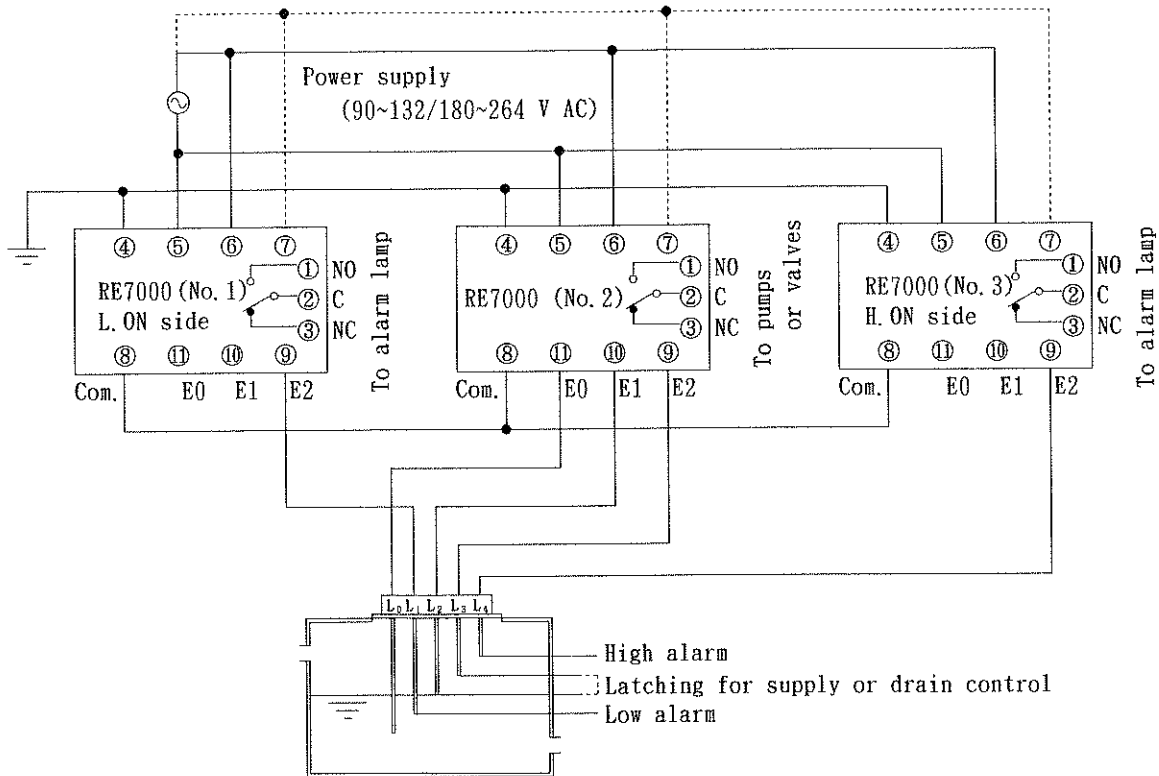 Power supply
(90~132/180~264 V AC)
④ ⑤ ⑥ ⑦
RE7000(No.1)
L.ON side
① NO
② C
③ NC
⑧ ⑪ ⑩ ⑨
Com. E0 E1 E2
To alarm lamp
④ ⑤ ⑥ ⑦
RE7000 (No.2)
① NO
② C
③ NC
⑧ ⑪ ⑩ ⑨
E0 E1 E2
To pumps
or valves
④ ⑤ ⑥ ⑦
RE7000(No.3)
H.ON side
① NO
② C
③ NC
⑧ ⑪ ⑩ ⑨
Com. E0 E1 E2
To alarm lamp
L₀ L₁ L₂ L₃ L₄
High alarm
Latching for supply or drain control
Low alarm